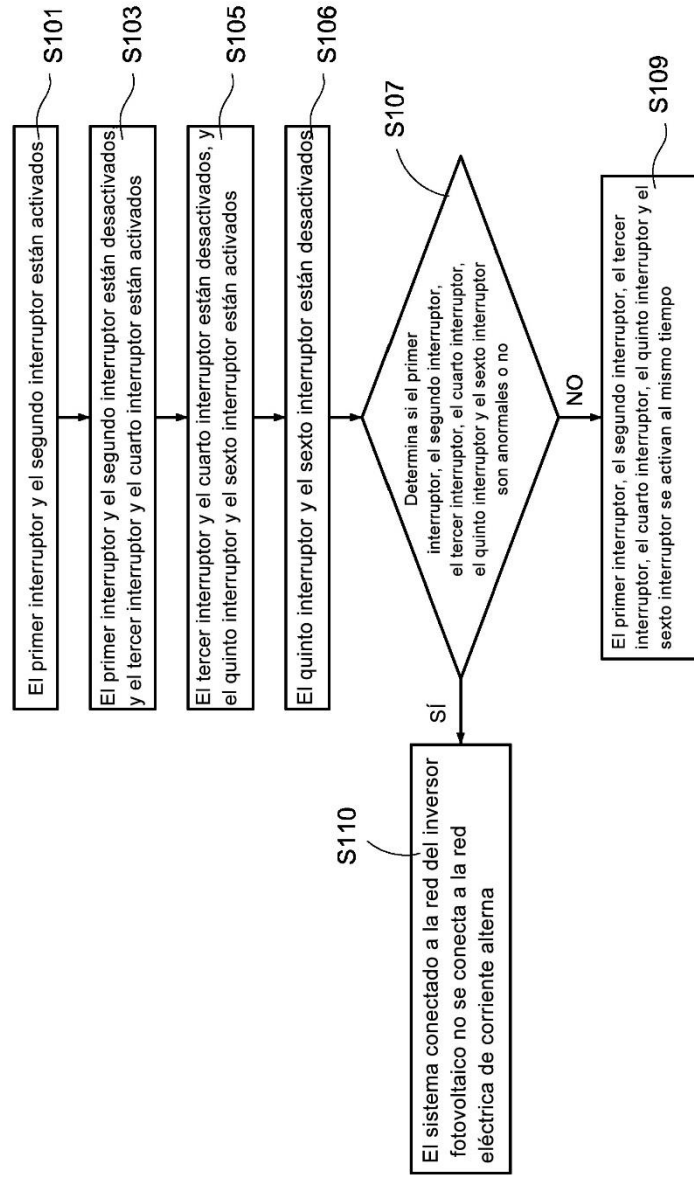 El primer interruptor y el segundo interruptor están activados
S101
El primer interruptor y el segundo interruptor están desactivados,
y el tercer interruptor y el cuarto interruptor están activados
S103
El tercer interruptor y el cuarto interruptor están desactivados, y
el quinto interruptor y el sexto interruptor están activados
S105
El quinto interruptor y el sexto interruptor están desactivados
S106
Determina si el primer
interruptor, el segundo interruptor,
el tercer interruptor, el cuarto interruptor,
el quinto interruptor y el sexto interruptor
son anormales o no
S107
SÍ
NO
S110
El sistema conectado a la red del inversor
fotovoltaico no se conecta a la red
eléctrica de corriente alterna
El primer interruptor, el segundo interruptor, el tercer
interruptor, el cuarto interruptor, el quinto interruptor y el
sexto interruptor se activan al mismo tiempo
S109